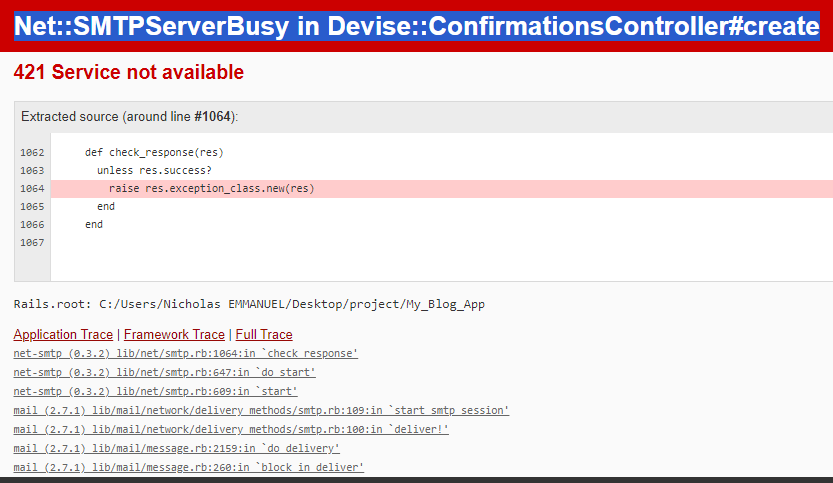 Net::SMTPServerBusy in Devise::ConfirmationsController#create
421 Service not available
Extracted source (around line #1064):
1062 def check_response(res)
1063 unless res.success?
1064 raise res.exception_class.new(res)
1065 end
1066 end
1067
Rails.root: C:/Users/Nicholas EMMANUEL/Desktop/project/My_Blog_App
Application Trace | Framework Trace | Full Trace
net-smtp (0.3.2) lib/net/smtp.rb:1064:in `check_response'
net-smtp (0.3.2) lib/net/smtp.rb:647:in `do_start'
net-smtp (0.3.2) lib/net/smtp.rb:609:in `start'
mail (2.7.1) lib/mail/network/delivery_methods/smtp.rb:109:in `start_smtp_session'
mail (2.7.1) lib/mail/network/delivery_methods/smtp.rb:100:in `deliver!'
mail (2.7.1) lib/mail/message.rb:2159:in `do_delivery'
mail (2.7.1) lib/mail/message.rb:260:in `block in deliver'